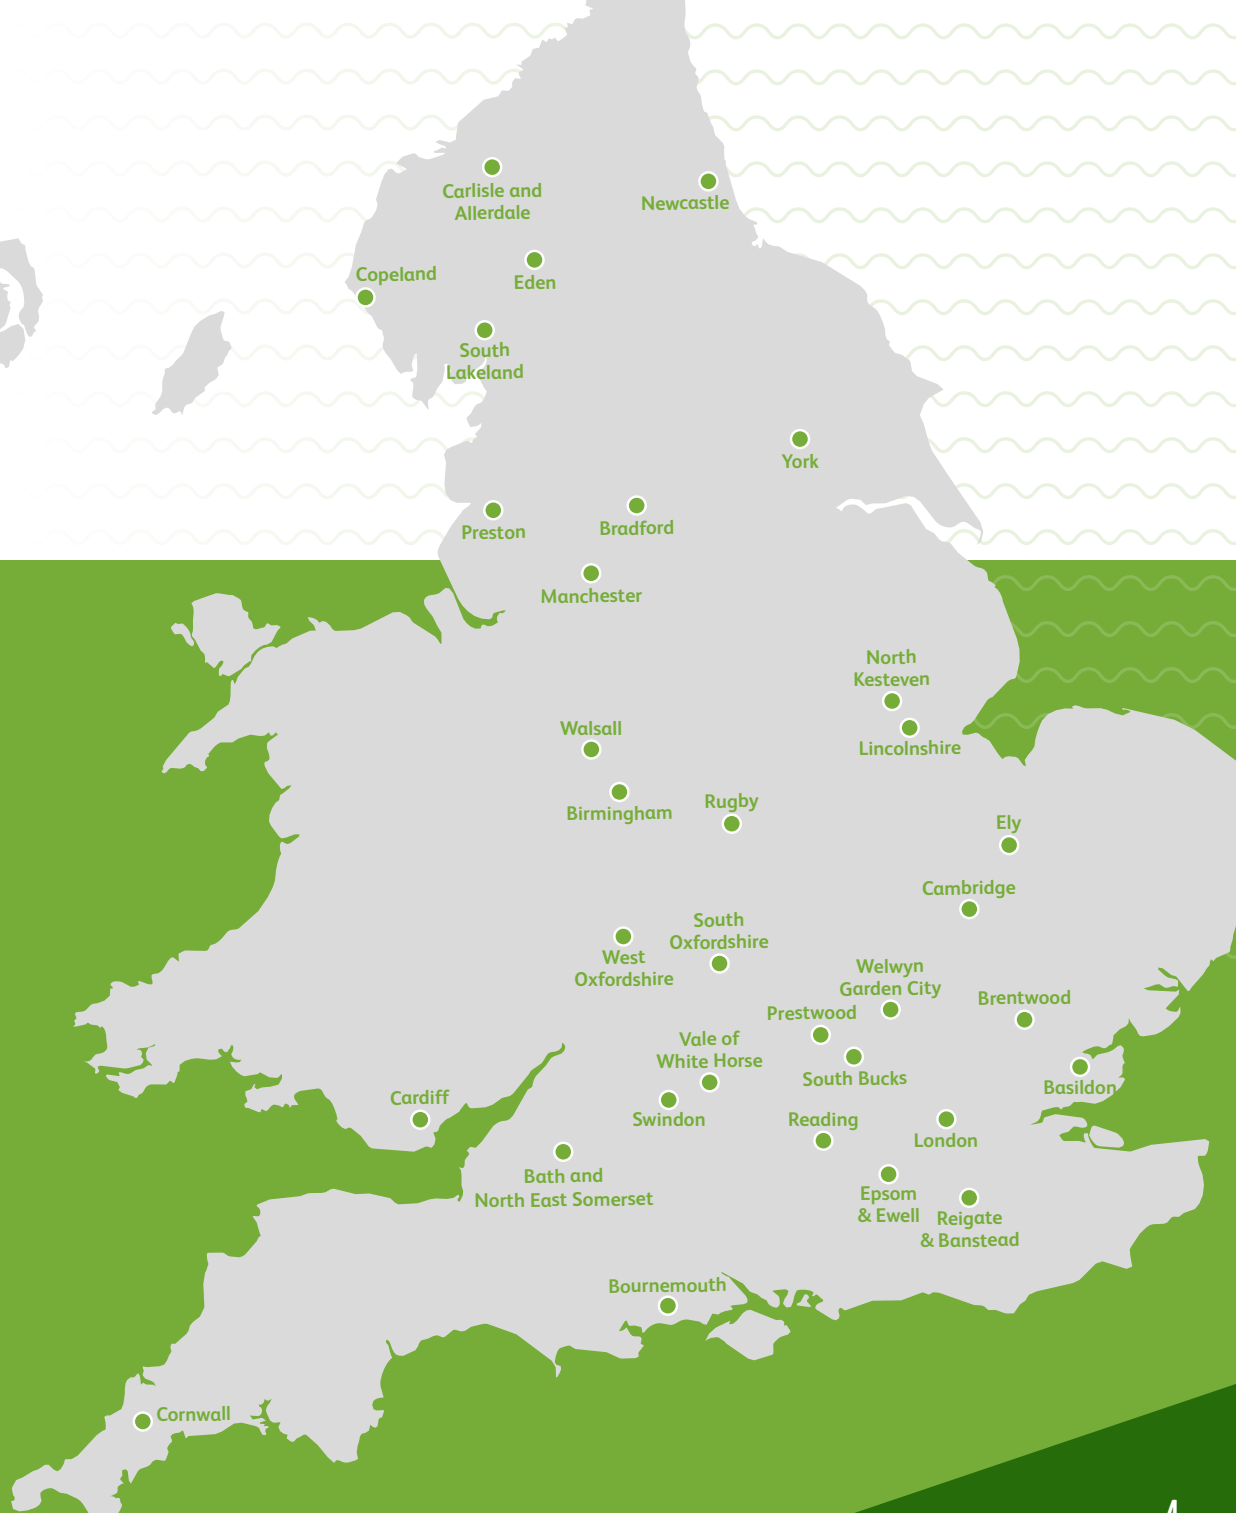 Carlisle and
Allerdale
Newcastle
Copeland
Eden
South
Lakeland
York
Preston
Bradford
Manchester
North
Kesteven
Lincolnshire
Walsall
Birmingham
Rugby
Ely
Cambridge
South
Oxfordshire
West
Oxfordshire
Welwyn
Garden City
Brentwood
Prestwood
Vale of
White Horse
South Bucks
Basildon
Cardiff
Swindon
Reading
London
Bath and
North East Somerset
Epsom
& Ewell
Reigate
& Banstead
Bournemouth
Cornwall